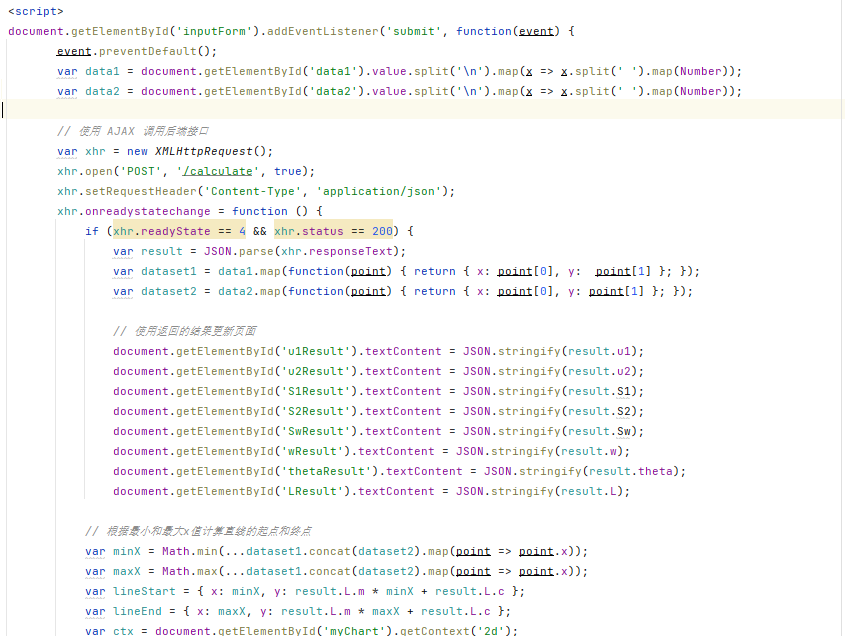 <script>
document.getElementById('inputForm').addEventListener('submit', function(event) {
event.preventDefault();
var data1 = document.getElementById('data1').value.split('\n').map(x => x.split(' ').map(Number));
var data2 = document.getElementById('data2').value.split('\n').map(x => x.split(' ').map(Number));
// 使用 AJAX 调用后端接口
var xhr = new XMLHttpRequest();
xhr.open('POST', '/calculate', true);
xhr.setRequestHeader('Content-Type', 'application/json');
xhr.onreadystatechange = function () {
if (xhr.readyState == 4 && xhr.status == 200) {
var result = JSON.parse(xhr.responseText);
var dataset1 = data1.map(function(point) { return { x: point[0], y:  point[1] }; });
var dataset2 = data2.map(function(point) { return { x: point[0], y: point[1] }; });
// 使用返回的结果更新页面
document.getElementById('u1Result').textContent = JSON.stringify(result.u1);
document.getElementById('u2Result').textContent = JSON.stringify(result.u2);
document.getElementById('S1Result').textContent = JSON.stringify(result.S1);
document.getElementById('S2Result').textContent = JSON.stringify(result.S2);
document.getElementById('SwResult').textContent = JSON.stringify(result.Sw);
document.getElementById('wResult').textContent = JSON.stringify(result.w);
document.getElementById('thetaResult').textContent = JSON.stringify(result.theta);
document.getElementById('LResult').textContent = JSON.stringify(result.L);
// 根据最小和最大x值计算直线的起点和终点
var minX = Math.min(...dataset1.concat(dataset2).map(point => point.x));
var maxX = Math.max(...dataset1.concat(dataset2).map(point => point.x));
var lineStart = { x: minX, y: result.L.m * minX + result.L.c };
var lineEnd = { x: maxX, y: result.L.m * maxX + result.L.c };
var ctx = document.getElementById('myChart').getContext('2d');